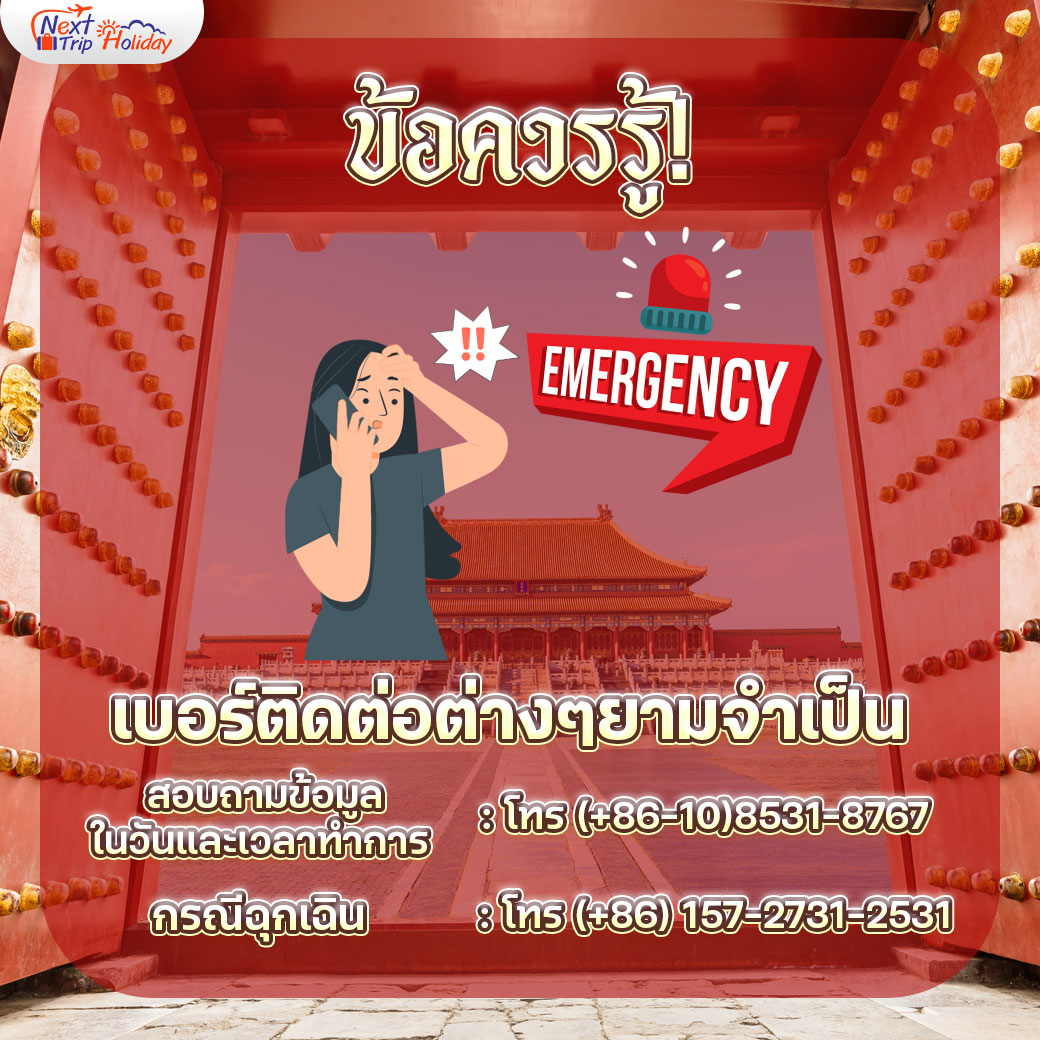 Next
Trip Holiday
ข้อควรรู้!
!!
EMERGENCY
เบอร์ติดต่อต่างๆยามจำเป็น
สอบถามข้อมูล
ในวันและเวลาทำการ
: โทร (+86-10)8531-8767
กรณีฉุกเฉิน
: โทร (+86) 157-2731-2531